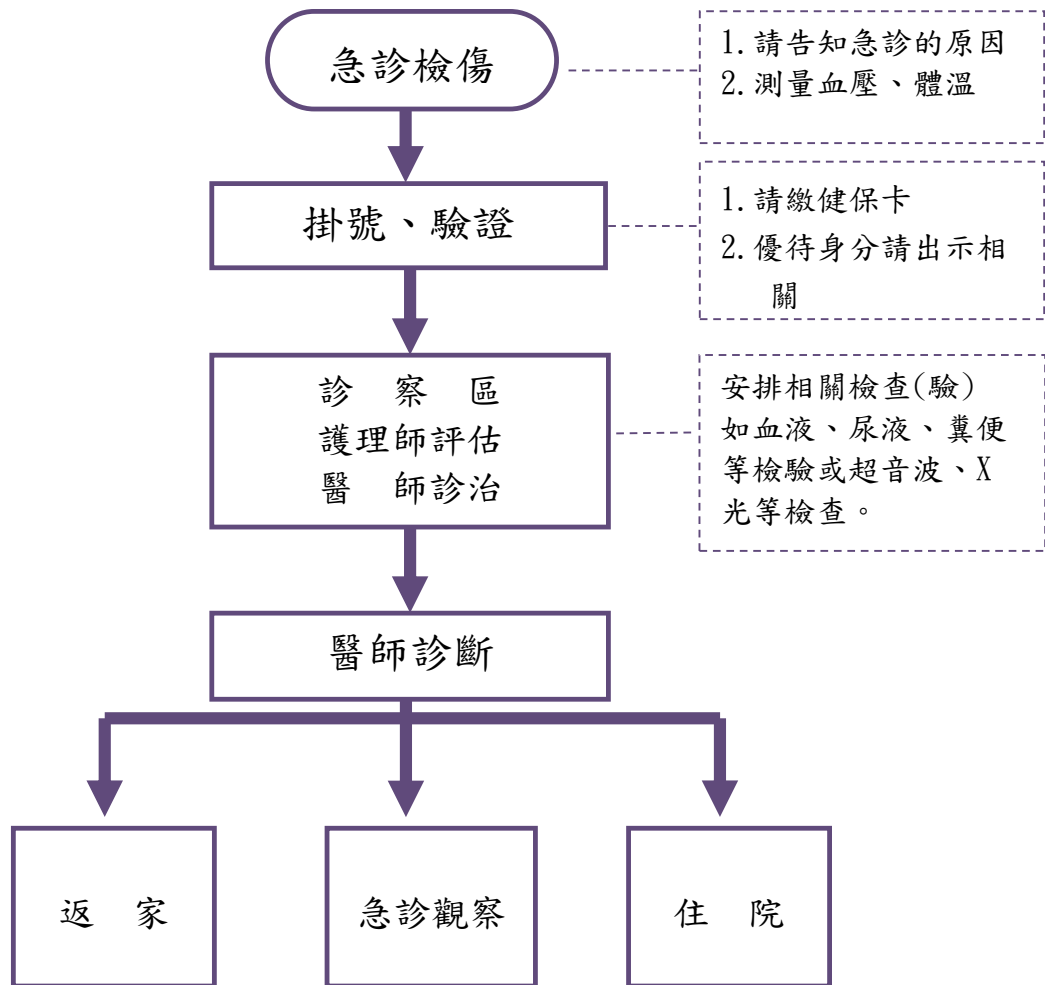 急診檢傷
1.請告知急診的原因
2.測量血壓、體溫
掛號、驗證
1.請繳健保卡
2.優待身分請出示相
關
診 察 區
護理師評估
醫 師診治
安排相關檢查(驗)
如血液、尿液、糞便
等檢驗或超音波、X
光等檢查。
醫師診斷
返 家
急診觀察
住 院